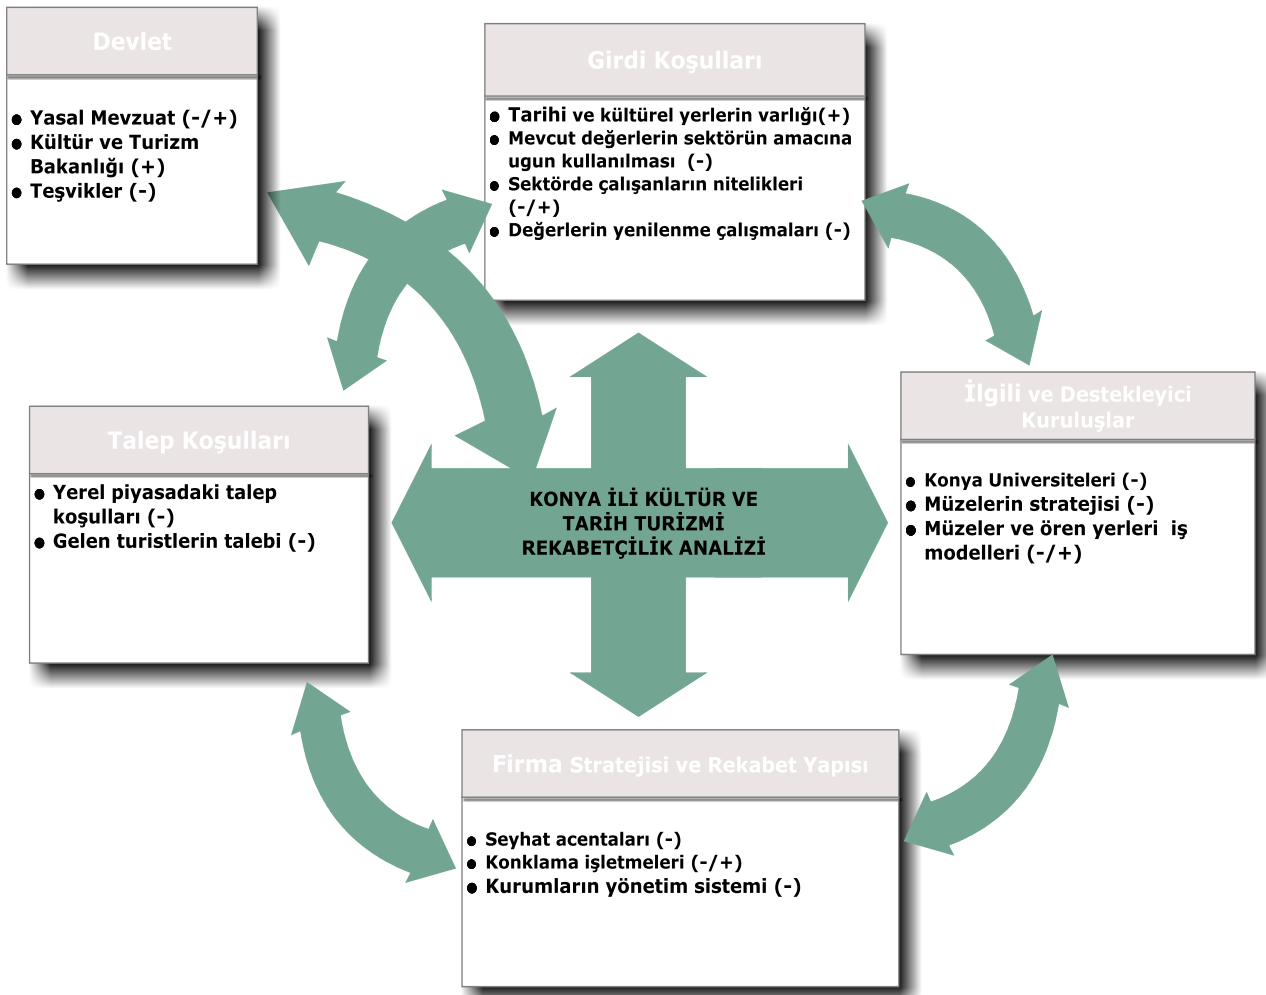 Devlet
● Yasal Mevzuat (-/+)
● Kültür ve Turizm
Bakanlığı (+)
● Teşvikler (-)
Girdi Koşulları
● Tarihi ve kültürel yerlerin varlığı(+)
● Mevcut değerlerin sektörün amacına
ugun kullanılması (-)
● Sektörde çalışanların nitelikleri
(-/+)
● Değerlerin yenilenme çalışmaları (-)
Talep Koşulları
● Yerel piyasadaki talep
koşulları (-)
● Gelen turistlerin talebi (-)
KONYA İLİ KÜLTÜR VE
TARİH TURİZMİ
REKABETÇİLİK ANALİZİ
İlgili ve Destekleyici
Kuruluşlar
● Konya Universiteleri (-)
● Müzelerin stratejisi (-)
● Müzeler ve ören yerleri iş
modelleri (-/+)
Firma Stratejisi ve Rekabet Yapısı
● Seyhat acentaları (-)
● Konklama işletmeleri (-/+)
● Kurumların yönetim sistemi (-)